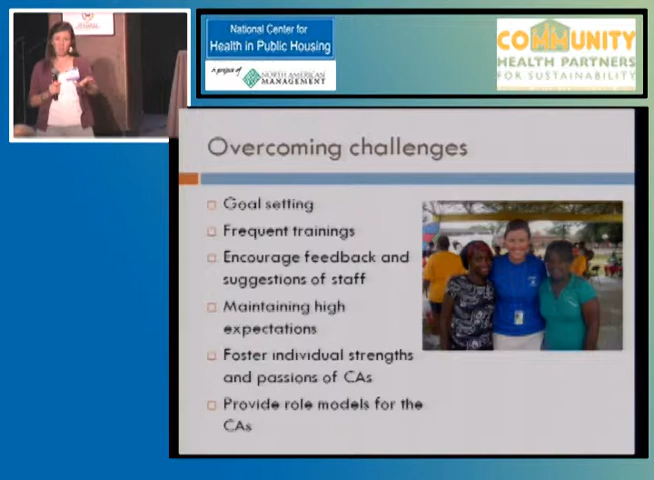 National Center for
Health in Public Housing
a project of
NORTH AMERICAN
MANAGEMENT
COMMUNITY
HEALTH PARTNERS
FOR SUSTAINABILITY
Overcoming challenges
Goal setting
Frequent trainings
Encourage feedback and
suggestions of staff
Maintaining high
expectations
Foster individual strengths
and passions of CAs
Provide role models for the
CAs